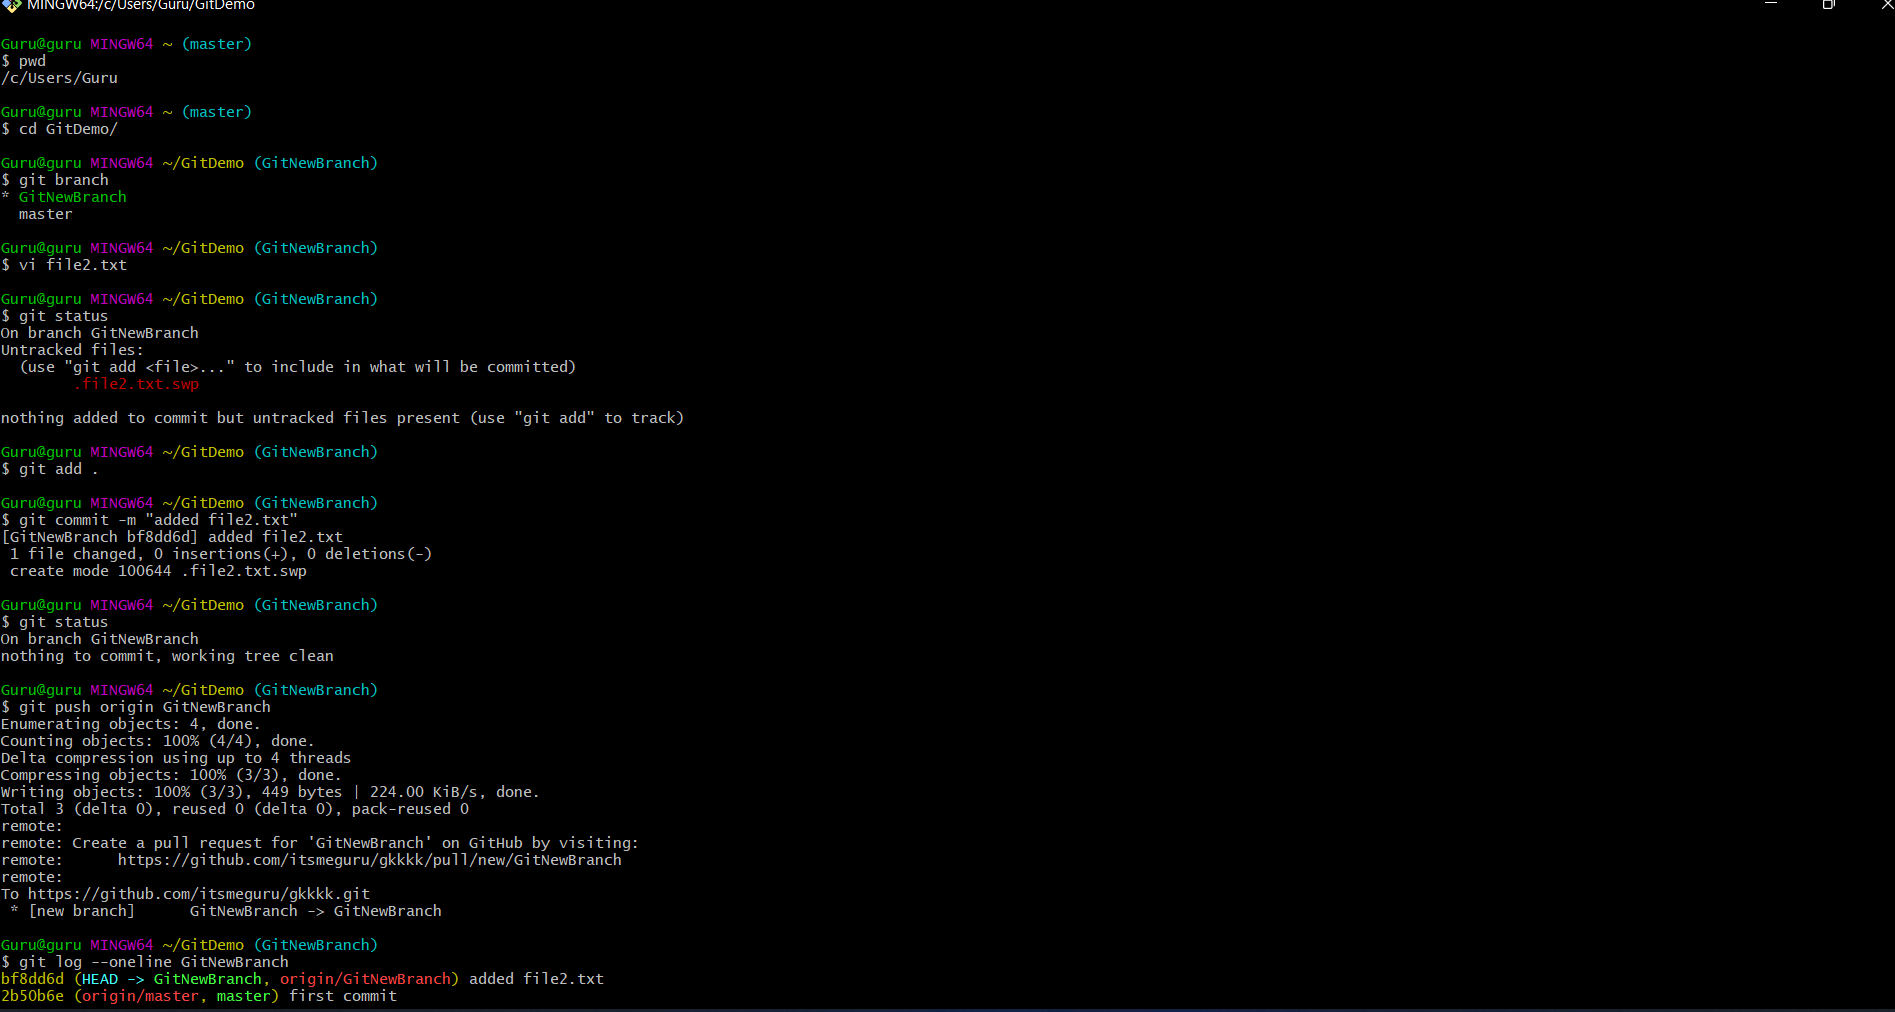 MINGW64:/c/Users/Guru/GitDemo
Guru@guru MINGW64 ~ (master)
$ pwd
/c/Users/Guru
Guru@guru MINGW64 ~ (master)
$ cd GitDemo/
Guru@guru MINGW64 ~/GitDemo (GitNewBranch)
$ git branch
* GitNewBranch
  master
Guru@guru MINGW64 ~/GitDemo (GitNewBranch)
$ vi file2.txt
Guru@guru MINGW64 ~/GitDemo (GitNewBranch)
$ git status
On branch GitNewBranch
Untracked files:
  (use "git add <file>..." to include in what will be committed)
        .file2.txt.swp
nothing added to commit but untracked files present (use "git add" to track)
Guru@guru MINGW64 ~/GitDemo (GitNewBranch)
$ git add .
Guru@guru MINGW64 ~/GitDemo (GitNewBranch)
$ git commit -m "added file2.txt"
[GitNewBranch bf8dd6d] added file2.txt
 1 file changed, 0 insertions(+), 0 deletions(-)
 create mode 100644 .file2.txt.swp
Guru@guru MINGW64 ~/GitDemo (GitNewBranch)
$ git status
On branch GitNewBranch
nothing to commit, working tree clean
Guru@guru MINGW64 ~/GitDemo (GitNewBranch)
$ git push origin GitNewBranch
Enumerating objects: 4, done.
Counting objects: 100% (4/4), done.
Delta compression using up to 4 threads
Compressing objects: 100% (3/3), done.
Writing objects: 100% (3/3), 449 bytes | 224.00 KiB/s, done.
Total 3 (delta 0), reused 0 (delta 0), pack-reused 0
remote:
remote: Create a pull request for 'GitNewBranch' on GitHub by visiting:
remote:      https://github.com/itsmeguru/gkkkk/pull/new/GitNewBranch
remote:
To https://github.com/itsmeguru/gkkkk.git
 * [new branch]      GitNewBranch -> GitNewBranch
Guru@guru MINGW64 ~/GitDemo (GitNewBranch)
$ git log --oneline GitNewBranch
bf8dd6d (HEAD -> GitNewBranch, origin/GitNewBranch) added file2.txt
2b50b6e (origin/master, master) first commit